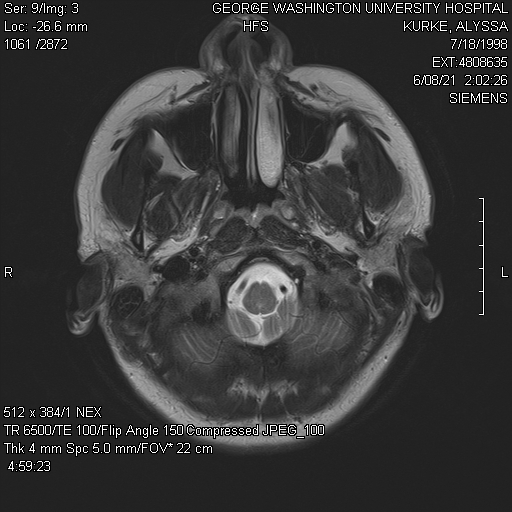 Ser: 9/Img: 3
Loc: -26.6 mm
1061 /2872
GEORGE WASHINGTON UNIVERSITY HOSPITAL
HFS
KURKE, ALYSSA
7/18/1998
EXT:4808635
6/08/21 2:02:26
SIEMENS
R
L
512 x 384/1 NEX
TR 6500/TE 100/Flip Angle 150 Compressed JPEG_100
Thk 4 mm Spc 5.0 mm/FOV* 22 cm
4:59:23